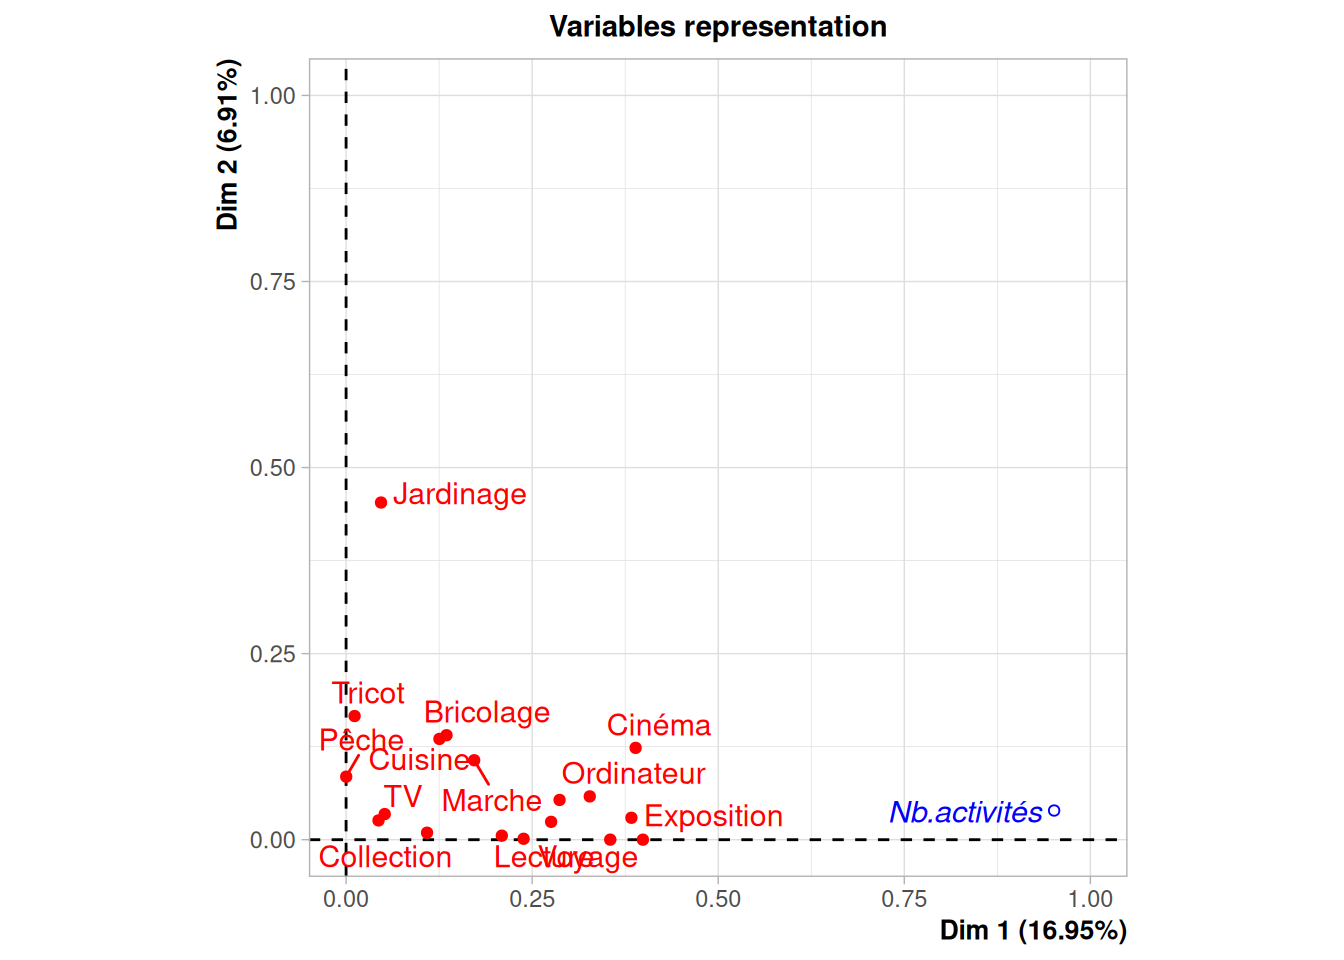 Variables representation
Dim 2 (6.91%)
1.00
0.75
0.50
0.25
0.00
Jardinage
Tricot
Bricolage
Cinéma
Pêche
Cuisine
Ordinateur
TV
Marche
Exposition
Nb.activités
Collection
Lecture
Voyage
0.00
0.25
0.50
0.75
1.00
Dim 1 (16.95%)